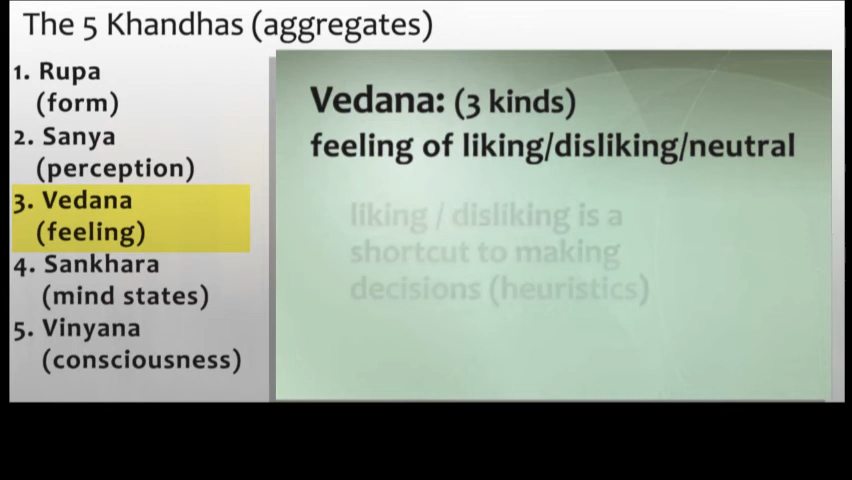 The 5 Khandhas (aggregates)
1. Rupa
(form)
2. Sanya
(perception)
3. Vedana
(feeling)
4. Sankhara
(mind states)
5. Vinyana
(consciousness)
Vedana: (3 kinds)
feeling of liking/disliking/neutral
liking / disliking is a
shortcut to making
decisions (heuristics)